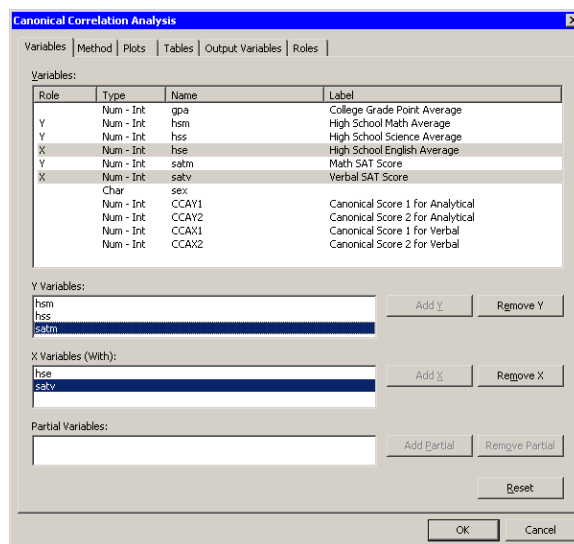 Canonical Correlation Analysis
Variables Method Plots Tables Output Variables Roles
Variables:
Role Type Name Label
Num - Int gpa College Grade Point Average
Y Num - Int hsm High School Math Average
Y Num - Int hss High School Science Average
X Num - Int hse High School English Average
Y Num - Int satm Math SAT Score
X Num - Int satv Verbal SAT Score
Char sex
Num - Int CCAY1 Canonical Score 1 for Analytical
Num - Int CCAY2 Canonical Score 2 for Analytical
Num - Int CCAX1 Canonical Score 1 for Verbal
Num - Int CCAX2 Canonical Score 2 for Verbal
Y Variables:
hsm
hss
satm
Add Y Remove Y
X Variables (With):
hse
satv
Add X Remove X
Partial Variables:
Add Partial Remove Partial
Reset
OK Cancel